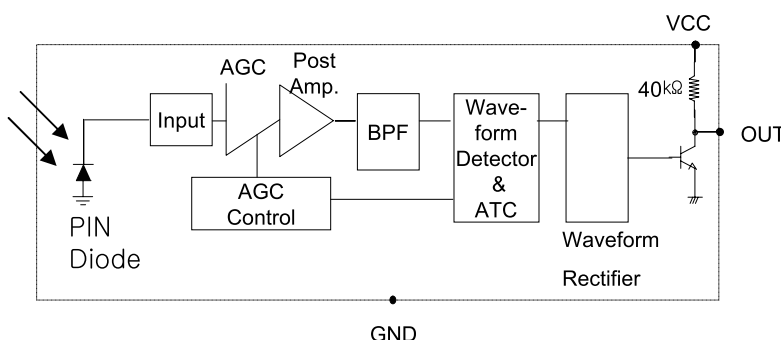 VCC
40kΩ
OUT
AGC
Post
Amp.
Input
BPF
Wave-
form
Detector
&
ATC
AGC
Control
PIN
Diode
Waveform
Rectifier
GND